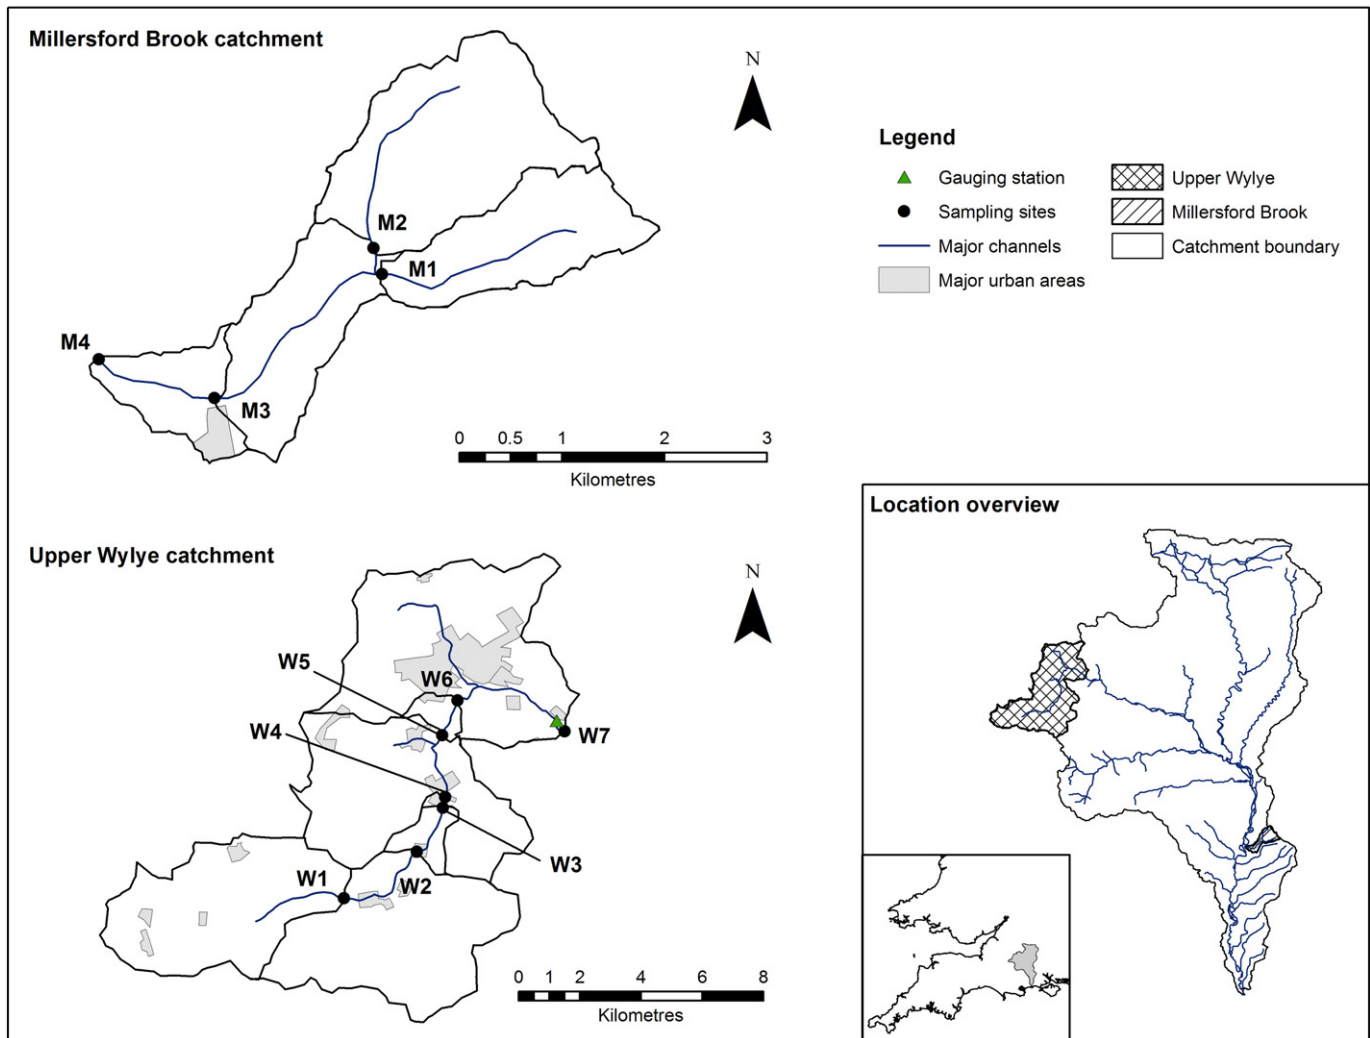 Millersford Brook catchment
N
M2
M1
M4
M3
0 0.5 1 2 3
Kilometres
Legend
Gauging station
Sampling sites
Major channels
Major urban areas
Upper Wylye
Millersford Brook
Catchment boundary
Upper Wylye catchment
N
W5
W6
W4
W7
W3
W1
W2
0 2 4 6 8
Kilometres
Location overview